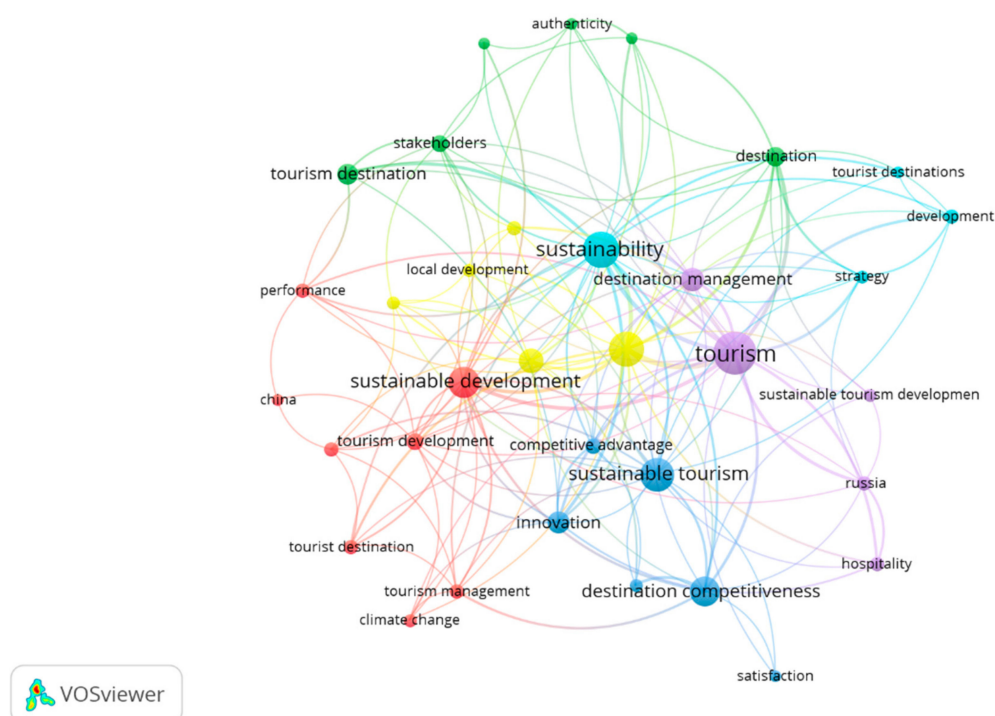 authenticity
stakeholders
destination
tourism destination
tourist destinations
development
sustainability
local development
destination management
strategy
performance
tourism
sustainable development
sustainable tourism developmen
china
tourism development
competitive advantage
sustainable tourism
russia
innovation
tourist destination
hospitality
tourism management
destination competitiveness
climate change
satisfaction
VOSviewer